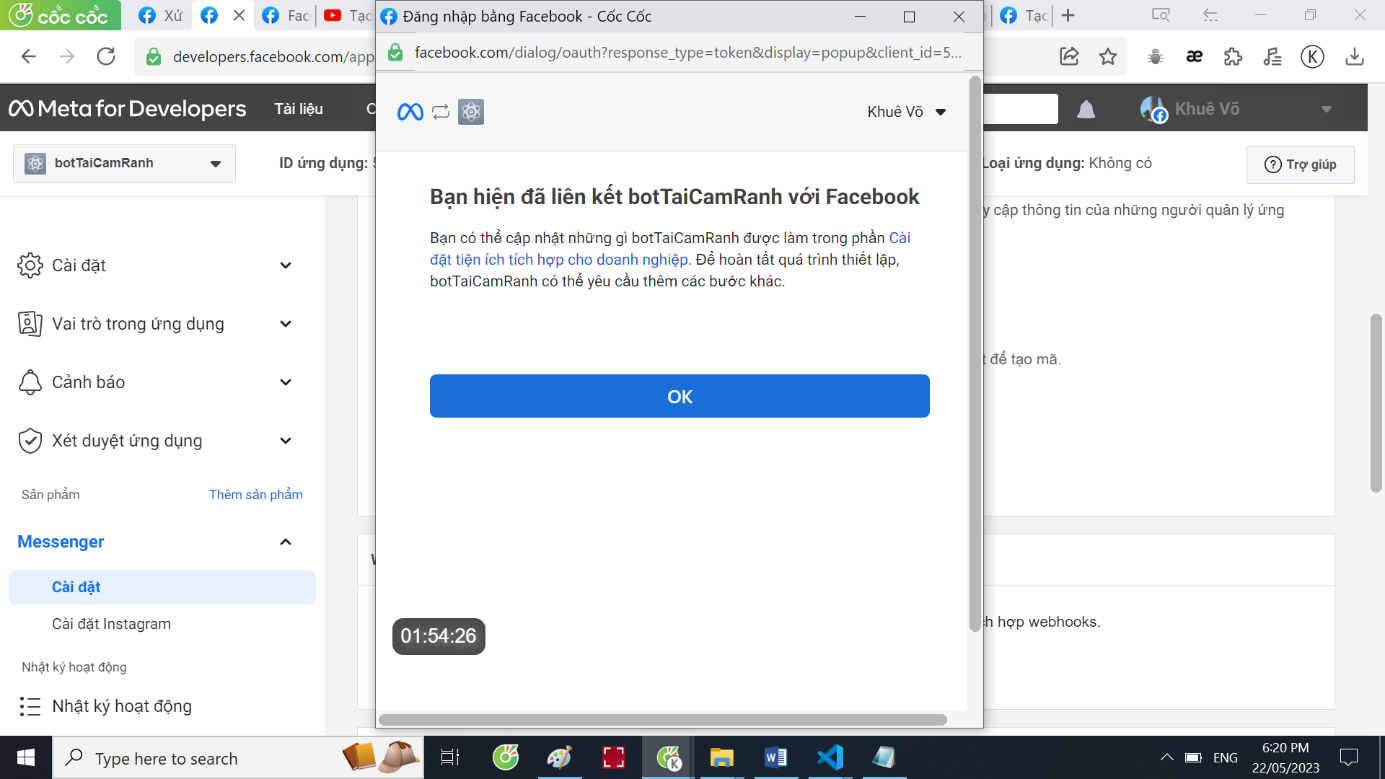 cốc cốc
Xử
Fac
Tạc
Đăng nhập bằng Facebook - Cốc Cốc
Tạc
developers.facebook.com/app
facebook.com/dialog/oauth?response_type=token&display=popup&client_id=5...
K
Meta for Developers
Tài liệu
Khuê Võ
Khuê Võ
botTaiCamRanh
ID ứng dụng:
Loại ứng dụng: Không có
Trợ giúp
Bạn hiện đã liên kết botTaiCamRanh với Facebook
Bạn có thể cập nhật những gì botTaiCamRanh được làm trong phần Cài
đặt tiện ích tích hợp cho doanh nghiệp. Để hoàn tất quá trình thiết lập,
botTaiCamRanh có thể yêu cầu thêm các bước khác.
OK
cập thông tin của những người quản lý ứng
để tạo mã.
hợp webhooks.
Cài đặt
Vai trò trong ứng dụng
Cảnh báo
Xét duyệt ứng dụng
Sản phẩm
Thêm sản phẩm
Messenger
Cài đặt
Cài đặt Instagram
Nhật ký hoạt động
Nhật ký hoạt động
01:54:26
Type here to search
ENG
6:20 PM
22/05/2023